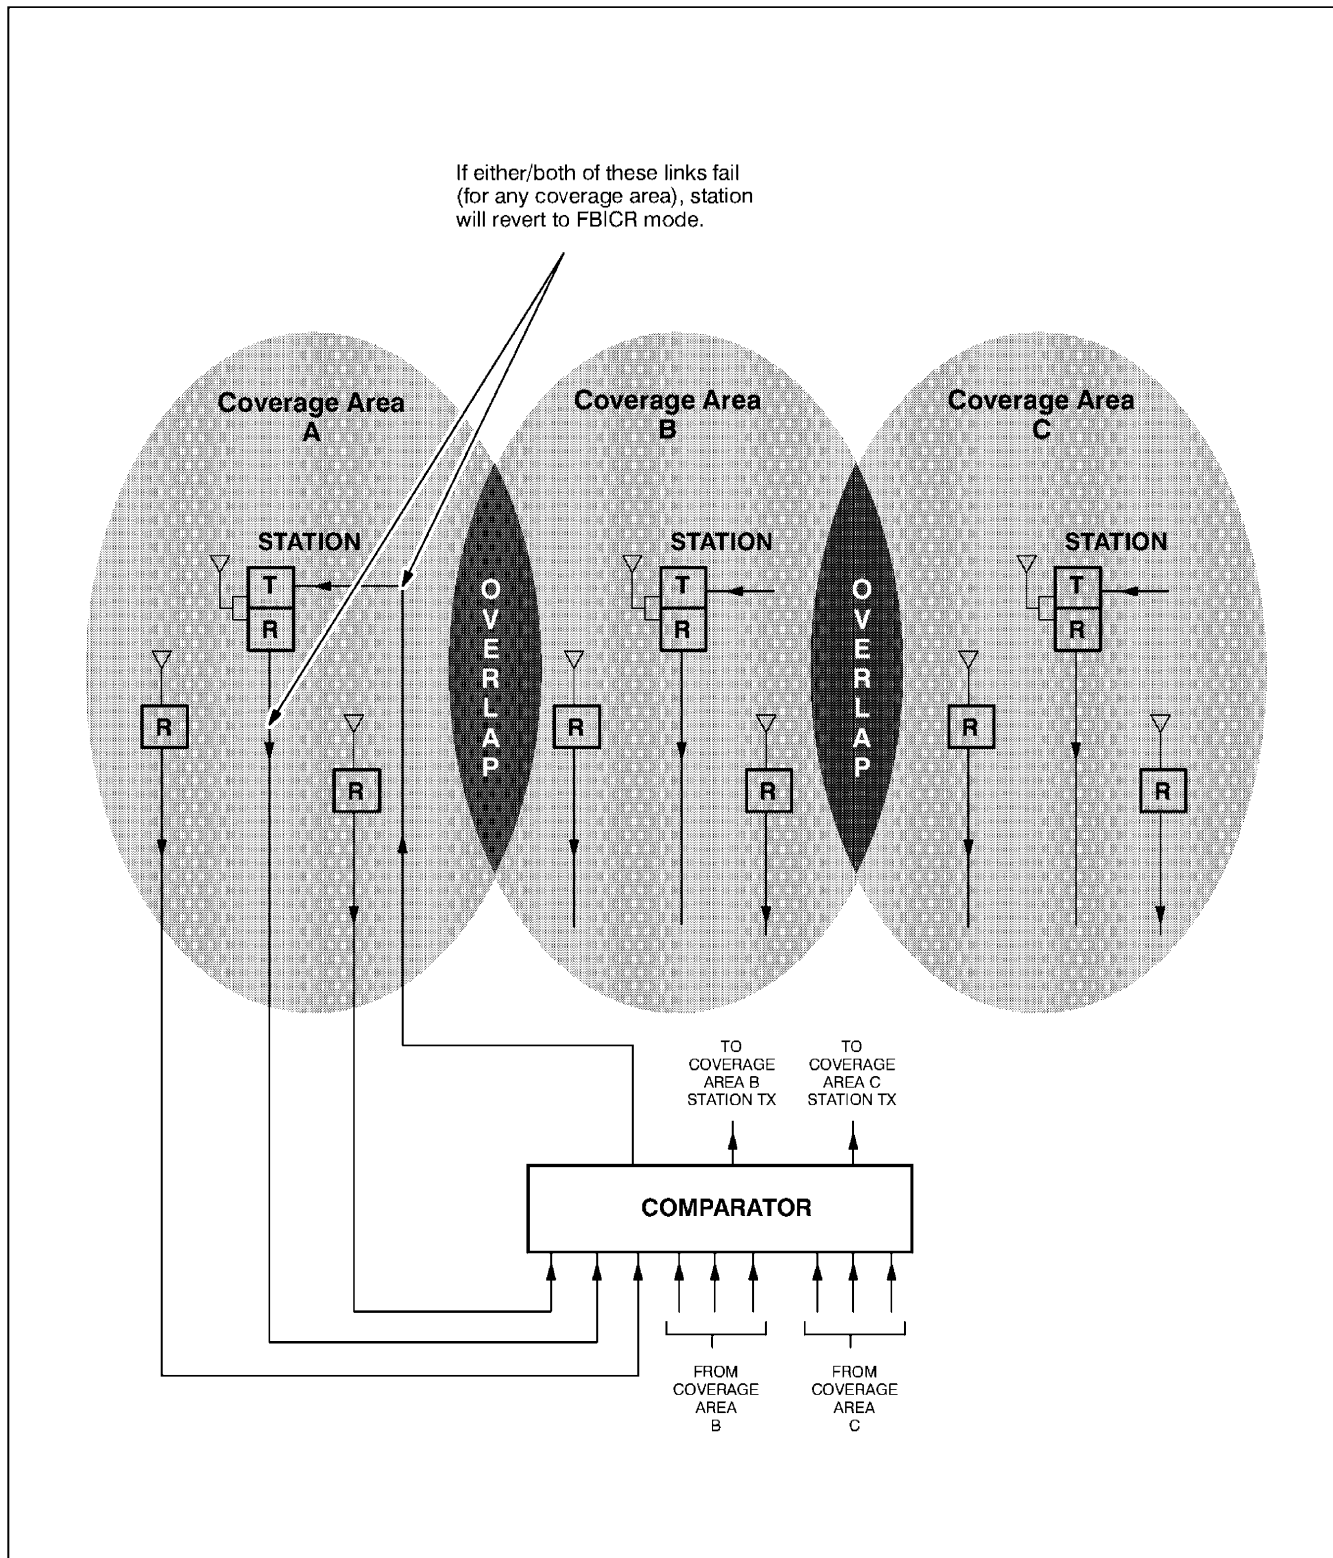 If either/both of these links fail
(for any coverage area), station
will revert to FBICR mode.
Coverage Area
A
Coverage Area
B
Coverage Area
C
STATION
STATION
STATION
T
R
T
R
T
R
R
R
R
R
R
R
OVERLAP
OVERLAP
TO
COVERAGE
AREA B
STATION TX
TO
COVERAGE
AREA C
STATION TX
COMPARATOR
FROM
COVERAGE
AREA
B
FROM
COVERAGE
AREA
C